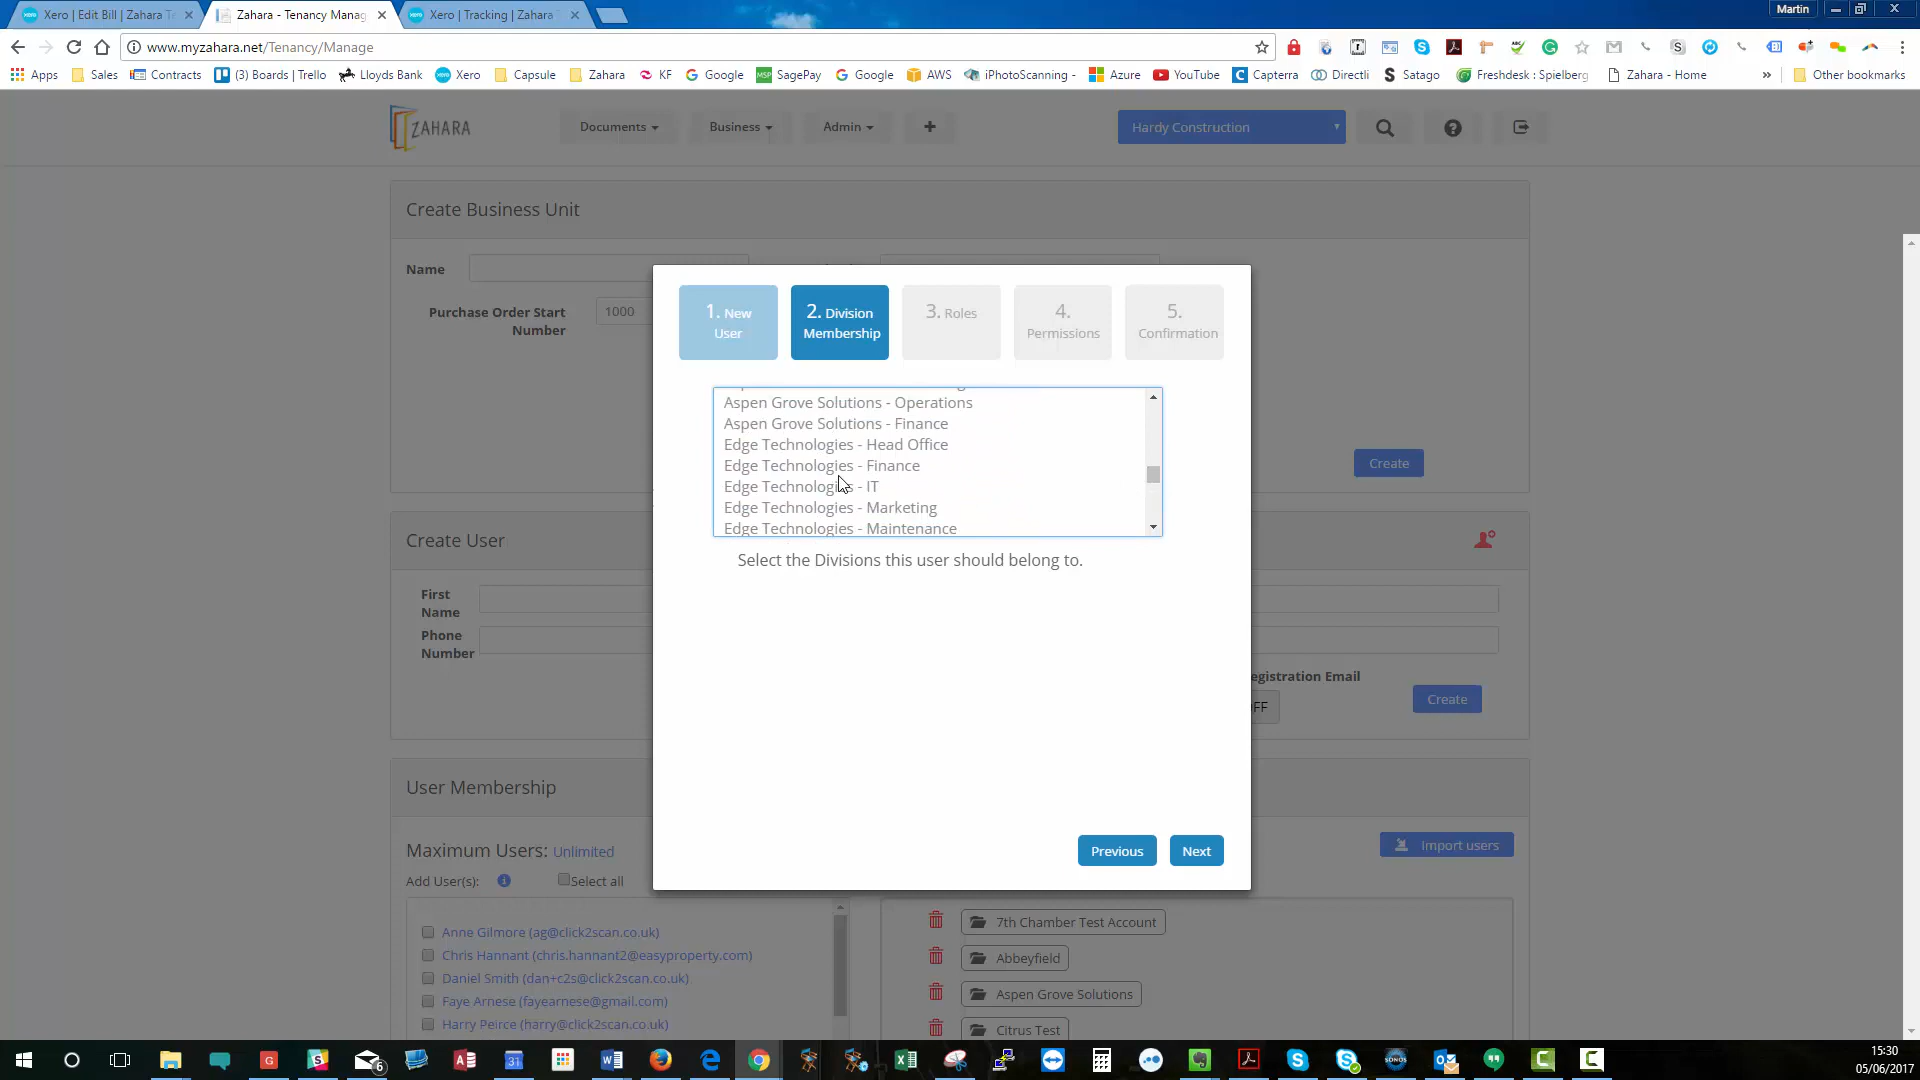 Xero | Edit Bill | Zahara T
Zahara - Tenancy Manag
Xero | Tracking | Zahara
Martin
www.myzahara.net/Tenancy/Manage
Apps
Sales
Contracts
(3) Boards | Trello
Lloyds Bank
Xero
Capsule
Zahara
KF
Google
SagePay
Google
AWS
iPhotoScanning -
Azure
YouTube
Capterra
Directli
Satago
Freshdesk : Spielberg
Zahara - Home
»
Other bookmarks
ZAHARA
Documents
Business
Admin
Hardy Construction
Create Business Unit
Name
Purchase Order Start
Number
1000
Create
1. New
User
2. Division
Membership
3. Roles
4.
Permissions
5.
Confirmation
Aspen Grove Solutions - Operations
Aspen Grove Solutions - Finance
Edge Technologies - Head Office
Edge Technologies - Finance
Edge Technologies - IT
Edge Technologies - Marketing
Edge Technologies - Maintenance
Select the Divisions this user should belong to.
Previous
Next
Create User
First
Name
Phone
Number
egistration Email
FF
Create
User Membership
Maximum Users: Unlimited
Add User(s):
Select all
Import users
Anne Gilmore (ag@click2scan.co.uk)
Chris Hannant (chris.hannant2@easyproperty.com)
Daniel Smith (dan+c2s@click2scan.co.uk)
Faye Arnese (fayearnese@gmail.com)
Harry Peirce (harry@click2scan.co.uk)
7th Chamber Test Account
Abbeyfield
Aspen Grove Solutions
Citrus Test
15:30
05/06/2017